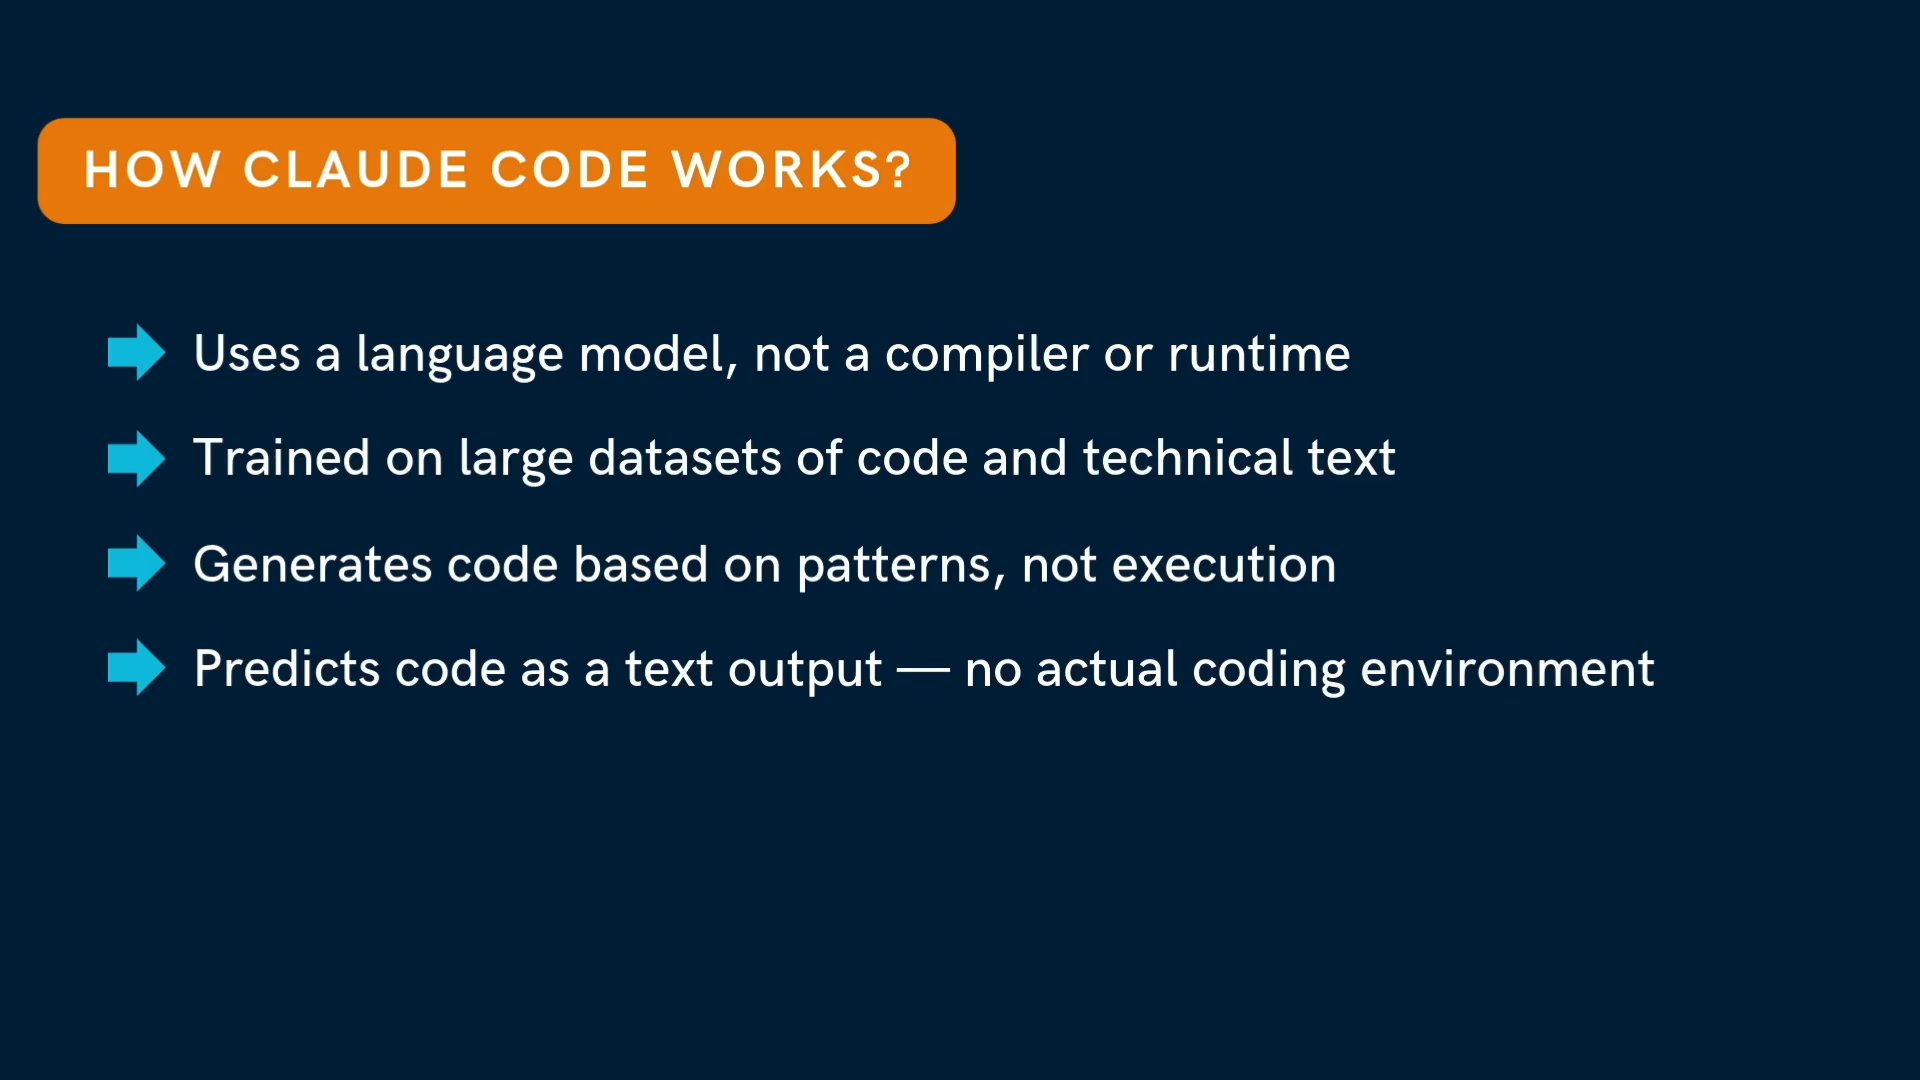 HOW CLAUDE CODE WORKS?
Uses a language model, not a compiler or runtime
Trained on large datasets of code and technical text
Generates code based on patterns, not execution
Predicts code as a text output — no actual coding environment